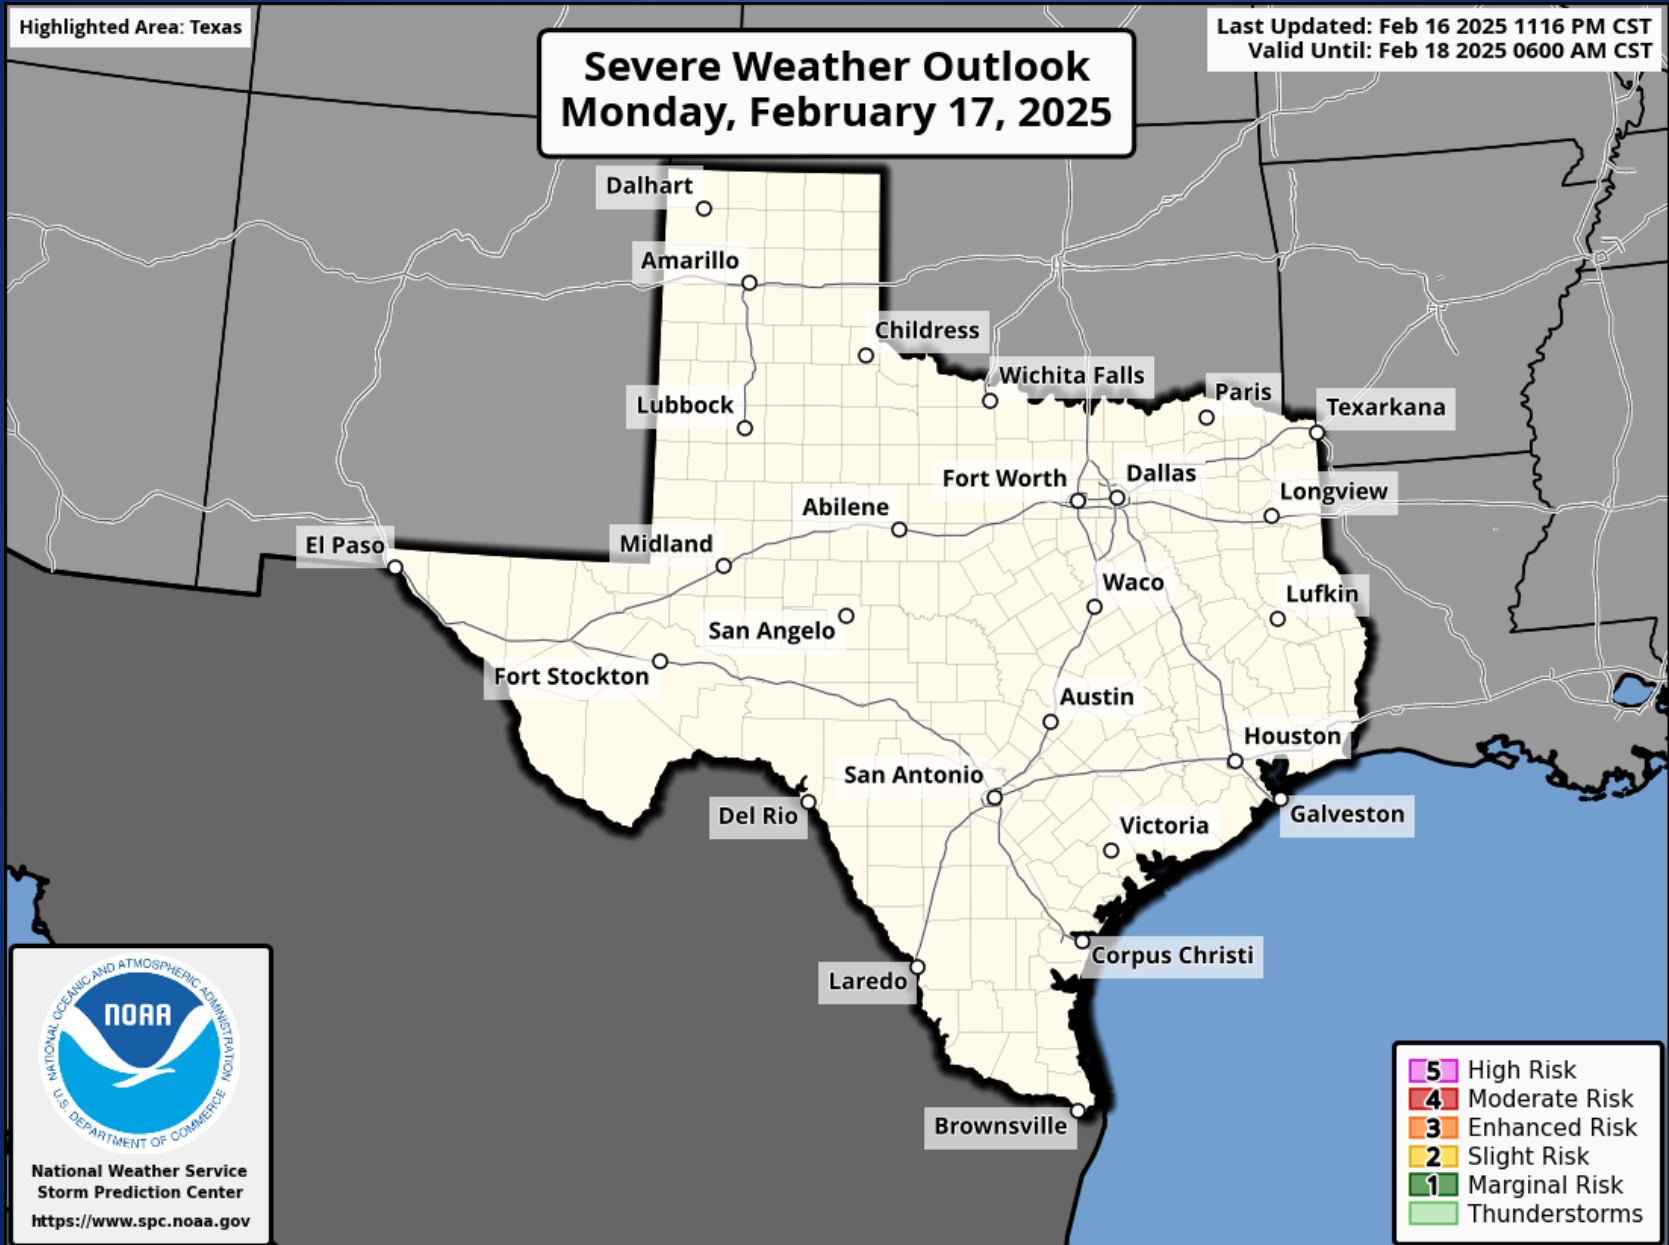 Highlighted Area: Texas
Severe Weather Outlook
Monday, February 17, 2025
Last Updated: Feb 16 2025 1116 PM CST
Valid Until: Feb 18 2025 0600 AM CST
Dalhart
Amarillo
Childress
Wichita Falls
Paris
Texarkana
Lubbock
Fort Worth
Dallas
Longview
Abilene
El Paso
Midland
Waco
Lufkin
San Angelo
Fort Stockton
Austin
Houston
San Antonio
Del Rio
Galveston
Victoria
Corpus Christi
Laredo
Brownsville
NATIONAL OCEANIC AND ATMOSPHERIC ADMINISTRATION
NOAA
U.S. DEPARTMENT OF COMMERCE
National Weather Service
Storm Prediction Center
https://www.spc.noaa.gov
5 High Risk
4 Moderate Risk
3 Enhanced Risk
2 Slight Risk
1 Marginal Risk
Thunderstorms